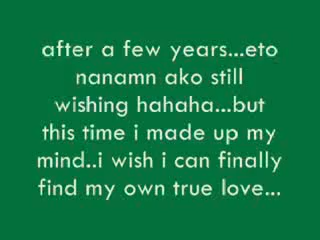 after a few years...eto
nanamn ako still
wishing hahaha...but
this time i made up my
mind..i wish i can finally
find my own true love...